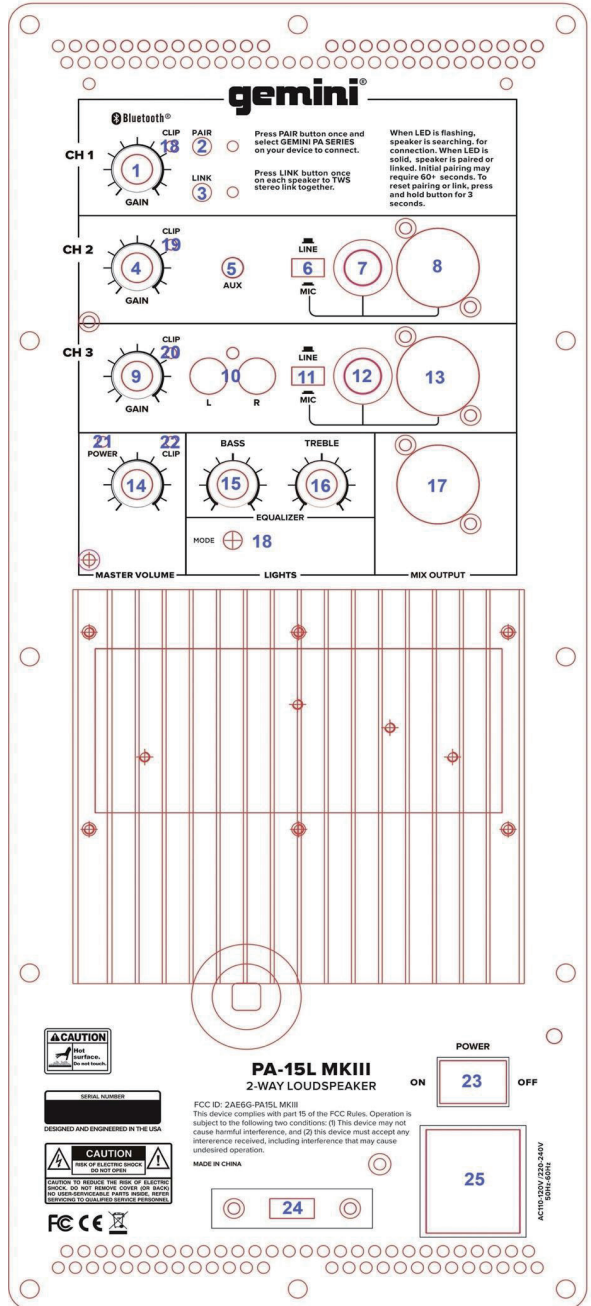 gemini®
Bluetooth®
CLIP
PAIR
18
2
CH 1
1
LINK
3
GAIN
Press PAIR button once and
select GEMINI PA SERIES
on your device to connect.
Press LINK button once
on each speaker to TWS
stereo link together.
When LED is flashing,
speaker is searching. for
connection. When LED is
solid, speaker is paired or
linked. Initial pairing may
require 60+ seconds. To
reset pairing or link, press
and hold button for 3
seconds.
CH 2
CLIP
19
4
GAIN
5
AUX
LINE
6
MIC
7
8
CH 3
CLIP
20
9
GAIN
10
L
R
LINE
11
MIC
12
13
21
POWER
22
CLIP
14
MASTER VOLUME
BASS
TREBLE
15
16
EQUALIZER
MODE
18
LIGHTS
17
MIX OUTPUT
CAUTION
Hot
surface.
Do not touch.
SERIAL NUMBER
DESIGNED AND ENGINEERED IN THE USA
CAUTION
RISK OF ELECTRIC SHOCK
DO NOT OPEN
CAUTION: TO REDUCE THE RISK OF ELECTRIC
SHOCK, DO NOT REMOVE COVER (OR BACK)
NO USER-SERVICEABLE PARTS INSIDE, REFER
SERVICING TO QUALIFIED SERVICE PERSONNEL.
FC CE
PA-15L MKIII
2-WAY LOUDSPEAKER
FCC ID: 2AE6G-PA15L MKIII
This device complies with part 15 of the FCC Rules. Operation is
subject to the following two conditions: (1) This device may not
cause harmful interference, and (2) this device must accept any
intererence received, including interference that may cause
undesired operation.
MADE IN CHINA
24
POWER
ON
23
OFF
25
AC110-120V /220-240V
50Hz-60Hz